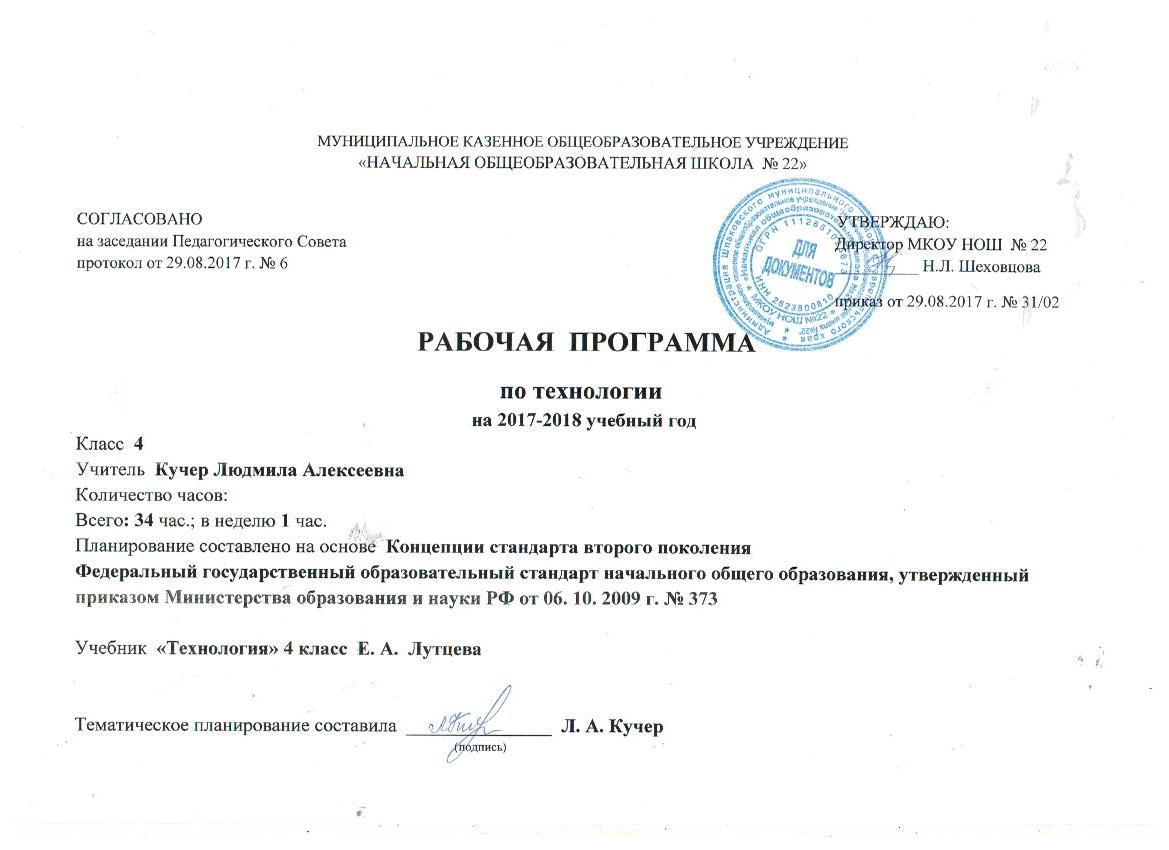 МУНИЦИПАЛЬНОЕ КАЗЕННОЕ ОБЩЕОБРАЗОВАТЕЛЬНОЕ УЧРЕЖДЕНИЕ
«НАЧАЛЬНАЯ ОБЩЕОБРАЗОВАТЕЛЬНАЯ ШКОЛА № 22»
СОГЛАСОВАНО
на заседании Педагогического Совета
протокол от 29.08.2017 г. № 6
УТВЕРЖДАЮ:
Директор МКОУ НОШ № 22
Н.Л. Шеховцова
приказ от 29.08.2017 г. № 31/02
ДЛЯ
ДОКУМЕНТОВ
РАБОЧАЯ ПРОГРАММА
по технологии
на 2017-2018 учебный год
Класс 4
Учитель Кучер Людмила Алексеевна
Количество часов:
Всего: 34 час.; в неделю 1 час.
Планирование составлено на основе Концепции стандарта второго поколения
Федеральный государственный образовательный стандарт начального общего образования, утвержденный
приказом Министерства образования и науки РФ от 06. 10. 2009 г. № 373
Учебник «Технология» 4 класс Е. А. Лутцева
Тематическое планирование составила ________________ Л. А. Кучер
(подпись)